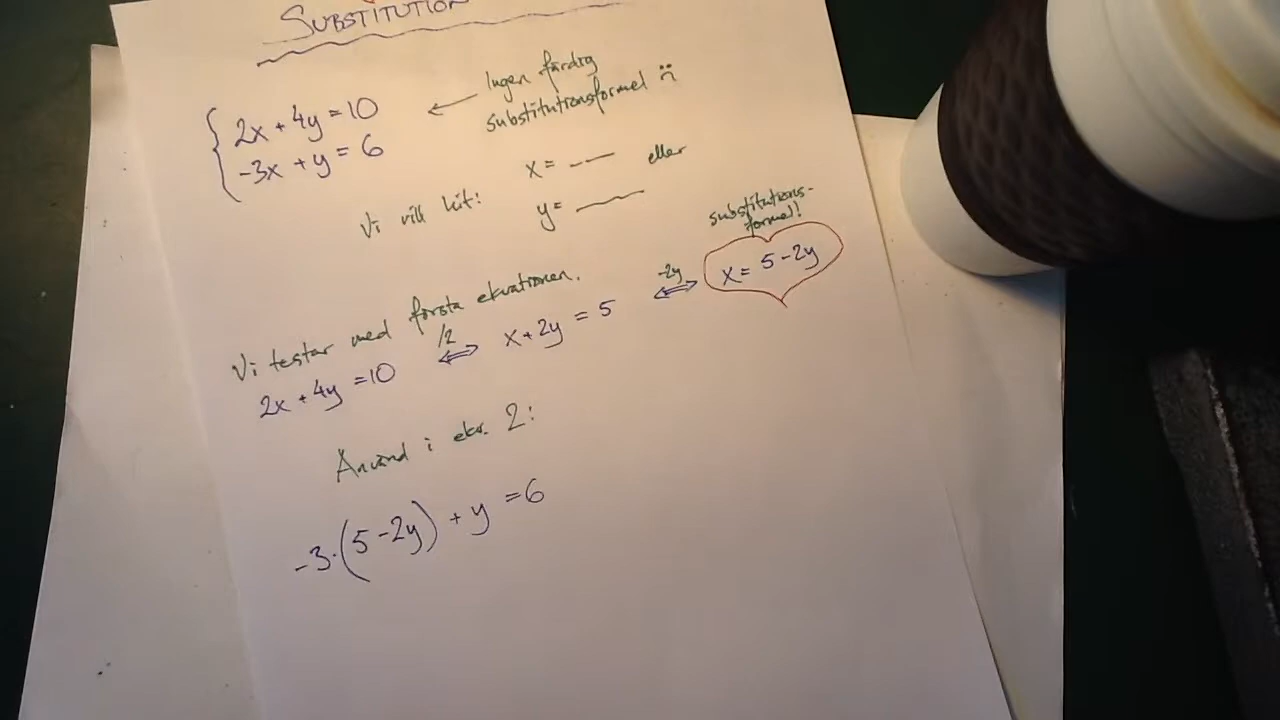 SUBSTITUTION
2x + 4y = 10
-3x + y = 6
← Ingen färdig
substitutionsformel :(
Vi vill hit:
x = ___ eller
y = ___
substitutions-
formel!
Vi testar med första ekvationen.
2x + 4y = 10 /2 ⇔ x + 2y = 5 -2y ⇔ x = 5 - 2y
Använd i ekv. 2:
-3·(5 - 2y) + y = 6